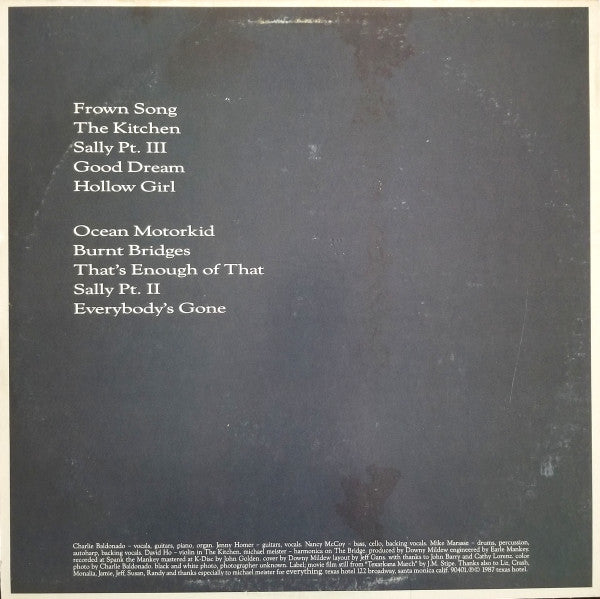 Frown Song
The Kitchen
Sally Pt. III
Good Dream
Hollow Girl
Ocean Motorkid
Burnt Bridges
That's Enough of That
Sally Pt. II
Everybody's Gone
Charlie Baldonado – vocals, guitars, piano, organ. Jenny Homer – guitars, vocals. Nancy McCoy – bass, cello, backing vocals. Mike Marasse – drums, percussion,
autoharp, backing vocals. David Ho – violin in The Kitchen. michael meister – harmonica on The Bridge. produced by Downy Mildew engineered by Earle Mankey.
recorded at Spank the Mankey mastered at K-Disc by John Golden. cover by Downy Mildew layout by Jeff Gans. with thanks to John Barry and Cathy Lorenz. color
photo by Charlie Baldonado. black and white photo, photographer unknown. Label; movie film still from "Texarkana March" by J.M. Stipe. Thanks also to Liz, Crash,
Monalia, Jamie, Jeff, Susan, Randy and thanks especially to michael meister for everything. texas hotel 122 broadway, santa monica calif. 90401. ℗© 1987 texas hotel.